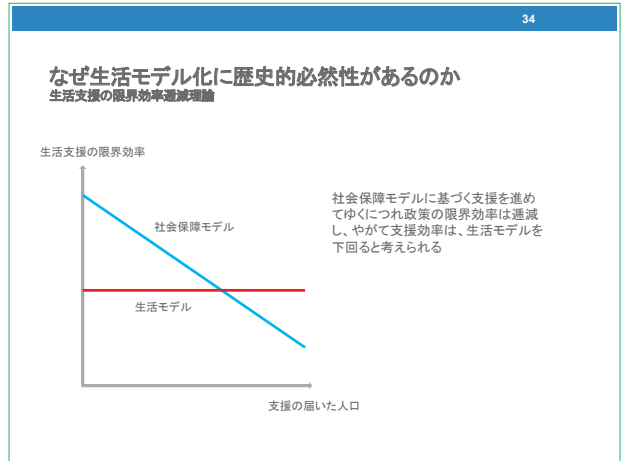 34
なぜ生活モデル化に歴史的必然性があるのか
生活支援の限界効率逓減理論
生活支援の限界効率
社会保障モデルに基づく支援を進め
てゆくにつれ政策の限界効率は逓減
し、やがて支援効率は、生活モデルを
下回ると考えられる
社会保障モデル
生活モデル
支援の届いた人口